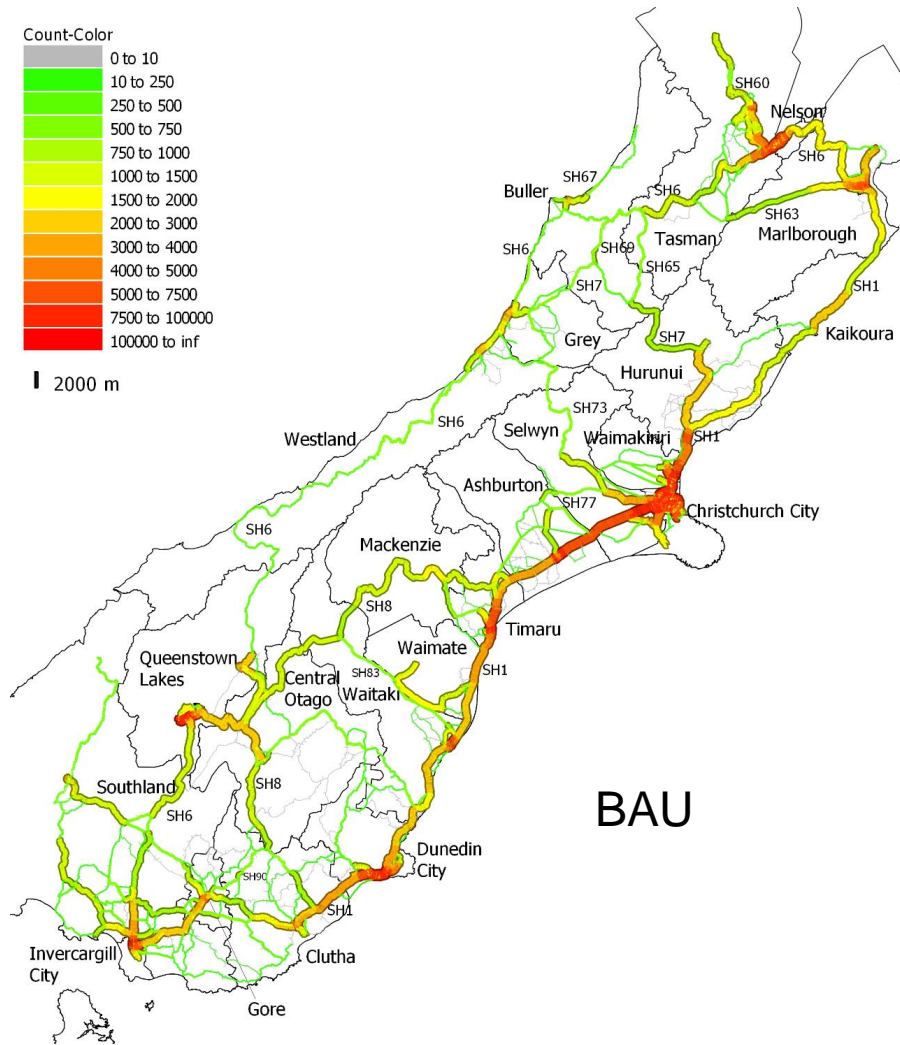 Count-Color
0 to 10
10 to 250
250 to 500
500 to 750
750 to 1000
1000 to 1500
1500 to 2000
2000 to 3000
3000 to 4000
4000 to 5000
5000 to 7500
7500 to 100000
100000 to inf
2000 m
SH60
Nelson
SH6
SH67
SH6
Buller
SH63
Tasman
Marlborough
SH6
SH69
SH65
SH7
SH1
Grey
SH7
Kaikoura
Hurunui
SH73
SH6
Westland
Selwyn
Waimakiriri
SH1
Ashburton
SH77
Christchurch City
SH6
Mackenzie
SH8
Timaru
Waimate
Queenstown
Lakes
SH83
SH1
Central
Otago
Waitaki
Southland
SH8
SH6
BAU
Dunedin
City
SH90
SH1
Invercargill
City
Clutha
Gore